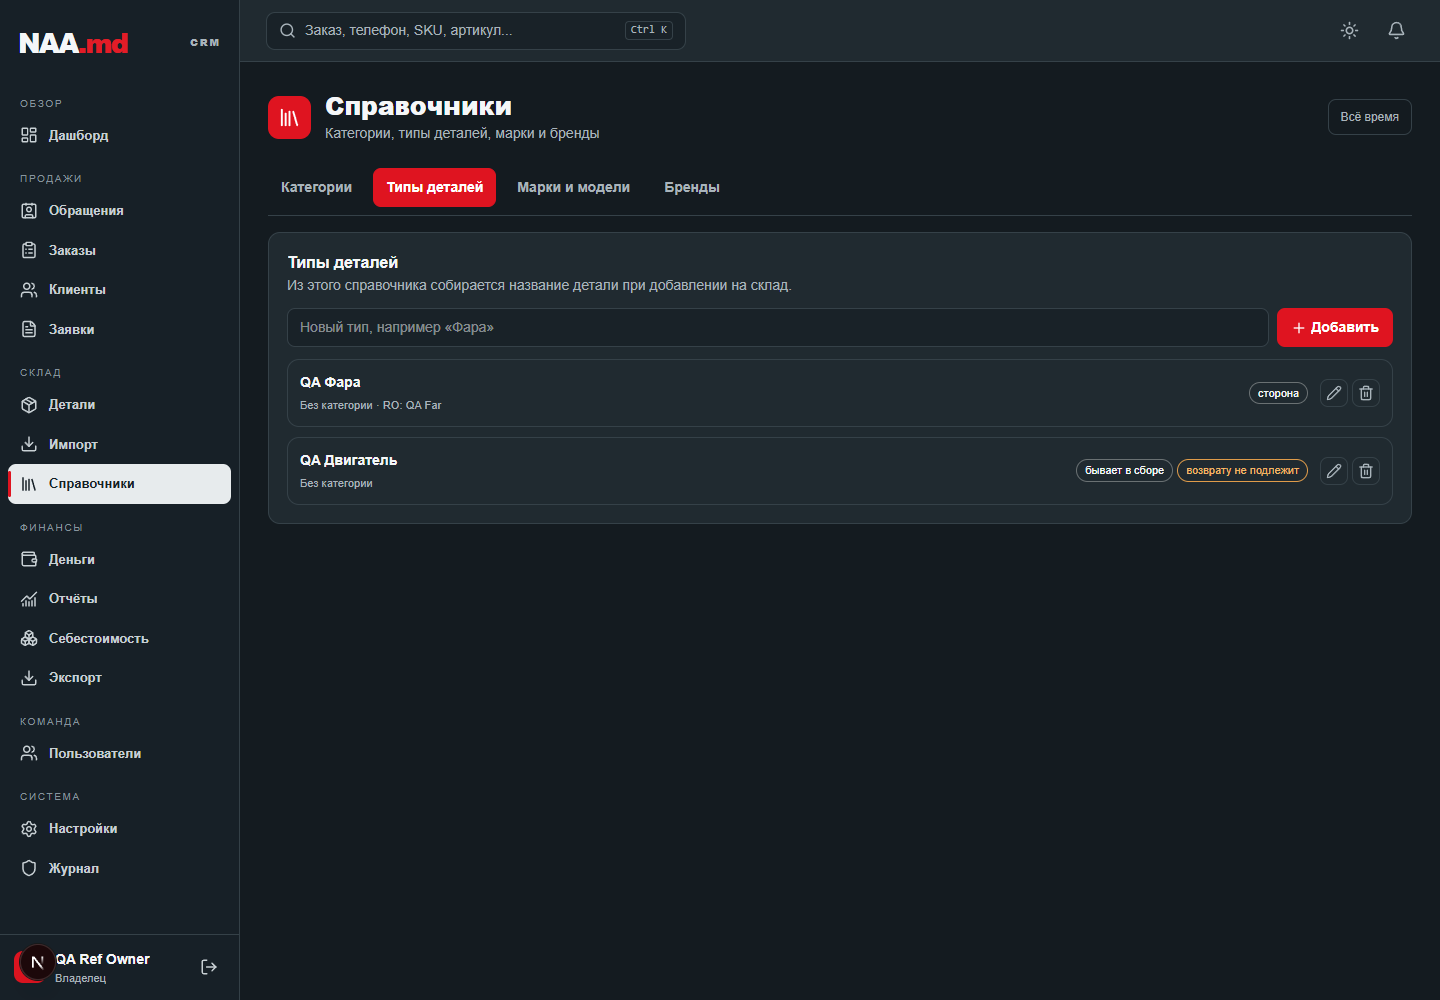 NAA.md
CRM
Заказ, телефон, SKU, артикул...
Ctrl K
ОБЗОР
Дашборд
ПРОДАЖИ
Обращения
Заказы
Клиенты
Заявки
СКЛАД
Детали
Импорт
Справочники
ФИНАНСЫ
Деньги
Отчёты
Себестоимость
Экспорт
КОМАНДА
Пользователи
СИСТЕМА
Настройки
Журнал
N
QA Ref Owner
Владелец
Справочники
Категории, типы деталей, марки и бренды
Всё время
Категории
Типы деталей
Марки и модели
Бренды
Типы деталей
Из этого справочника собирается название детали при добавлении на склад.
Новый тип, например «Фара»
Добавить
QA Фара
Без категории · RO: QA Far
сторона
QA Двигатель
Без категории
бывает в сборе
возврату не подлежит